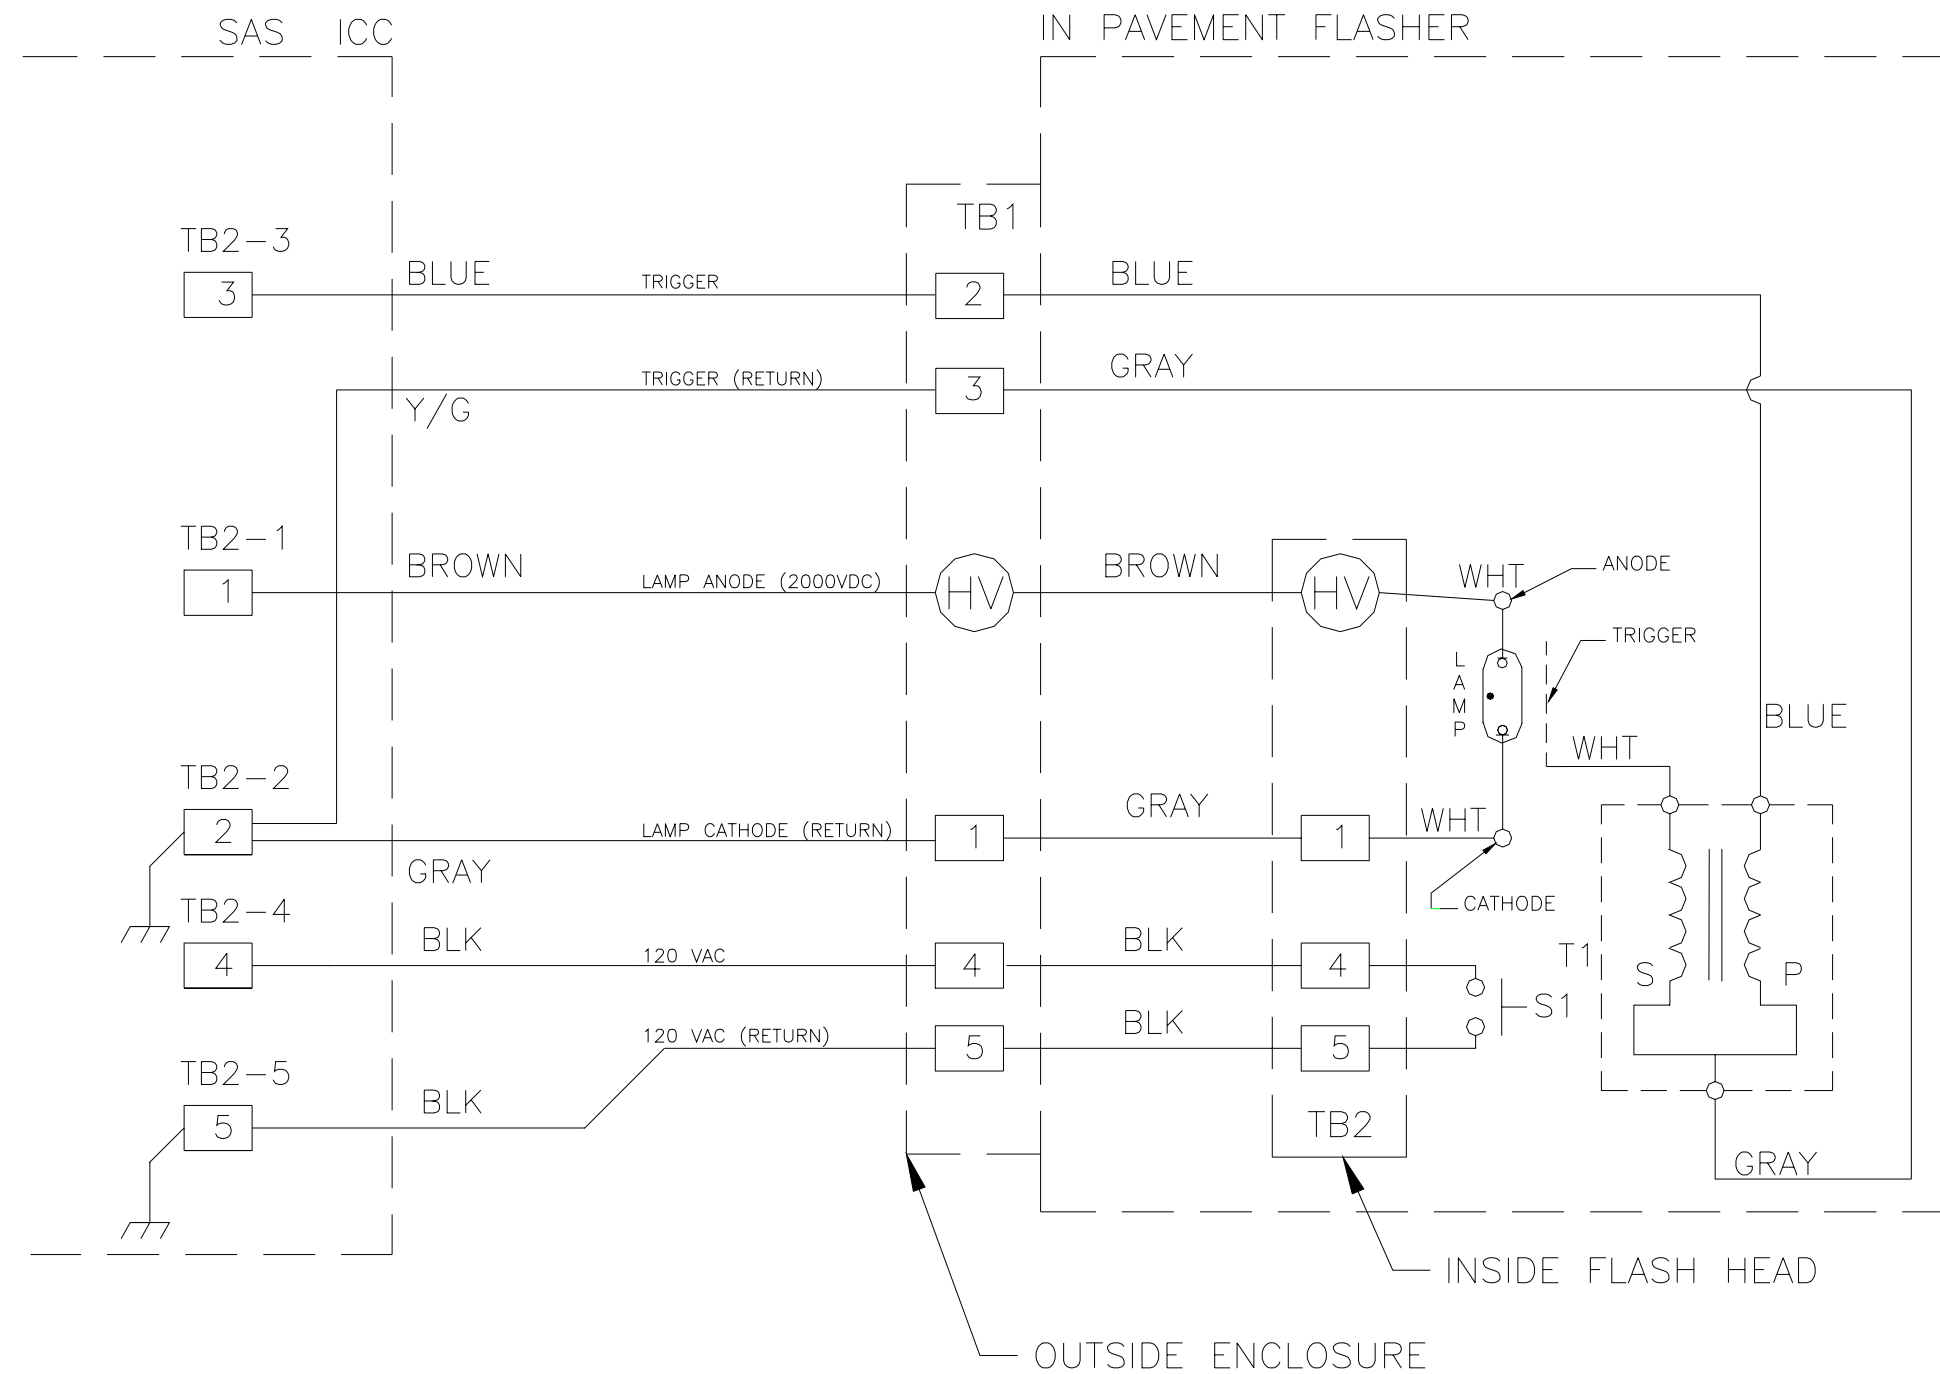 SAS ICC
IN PAVEMENT FLASHER
TB1
TB2-3
3
BLUE
TRIGGER
2
BLUE
TRIGGER (RETURN)
3
GRAY
Y/G
TB2-1
1
BROWN
LAMP ANODE (2000VDC)
HV
BROWN
HV
WHT
ANODE
TRIGGER
LAMP
BLUE
WHT
TB2-2
2
LAMP CATHODE (RETURN)
1
GRAY
1
WHT
GRAY
CATHODE
TB2-4
4
BLK
120 VAC
4
BLK
4
T1
S
P
S1
120 VAC (RETURN)
5
BLK
5
TB2-5
5
BLK
TB2
GRAY
INSIDE FLASH HEAD
OUTSIDE ENCLOSURE